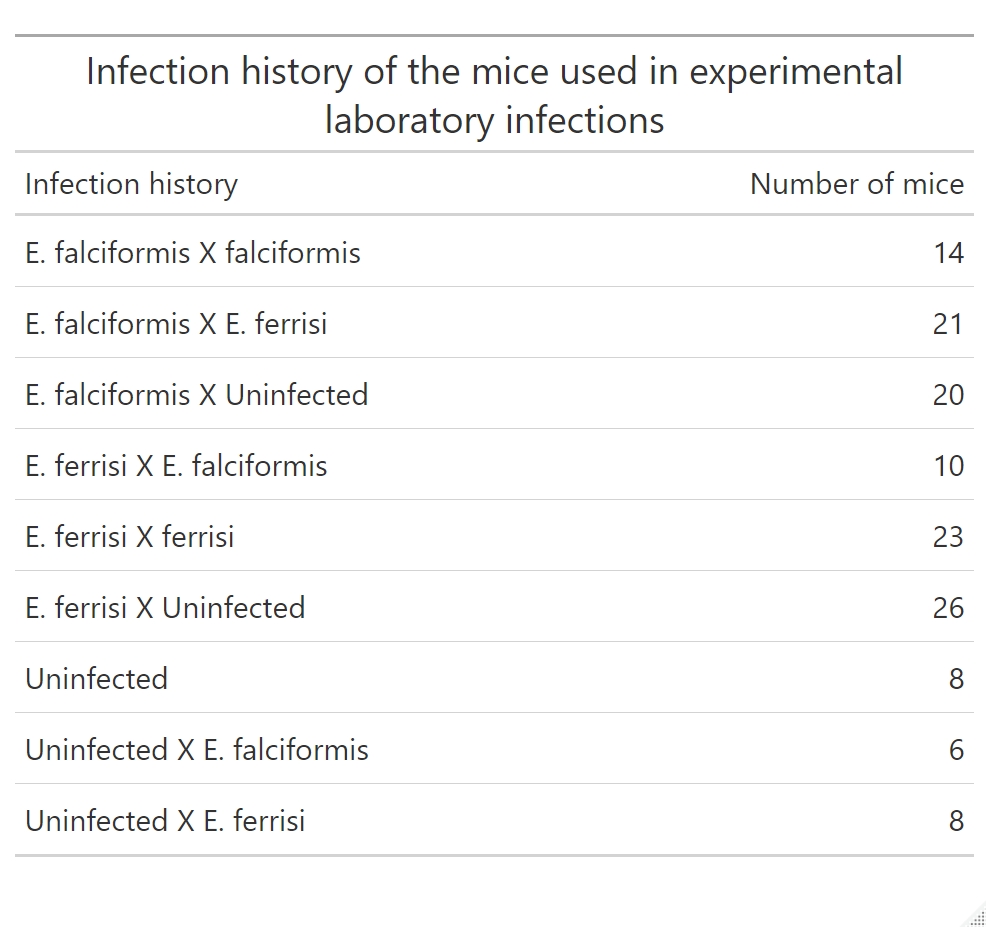 Infection history of the mice used in experimental
laboratory infections
Infection history Number of mice
E. falciformis X falciformis 14
E. falciformis X E. ferrisi 21
E. falciformis X Uninfected 20
E. ferrisi X E. falciformis 10
E. ferrisi X ferrisi 23
E. ferrisi X Uninfected 26
Uninfected 8
Uninfected X E. falciformis 6
Uninfected X E. ferrisi 8